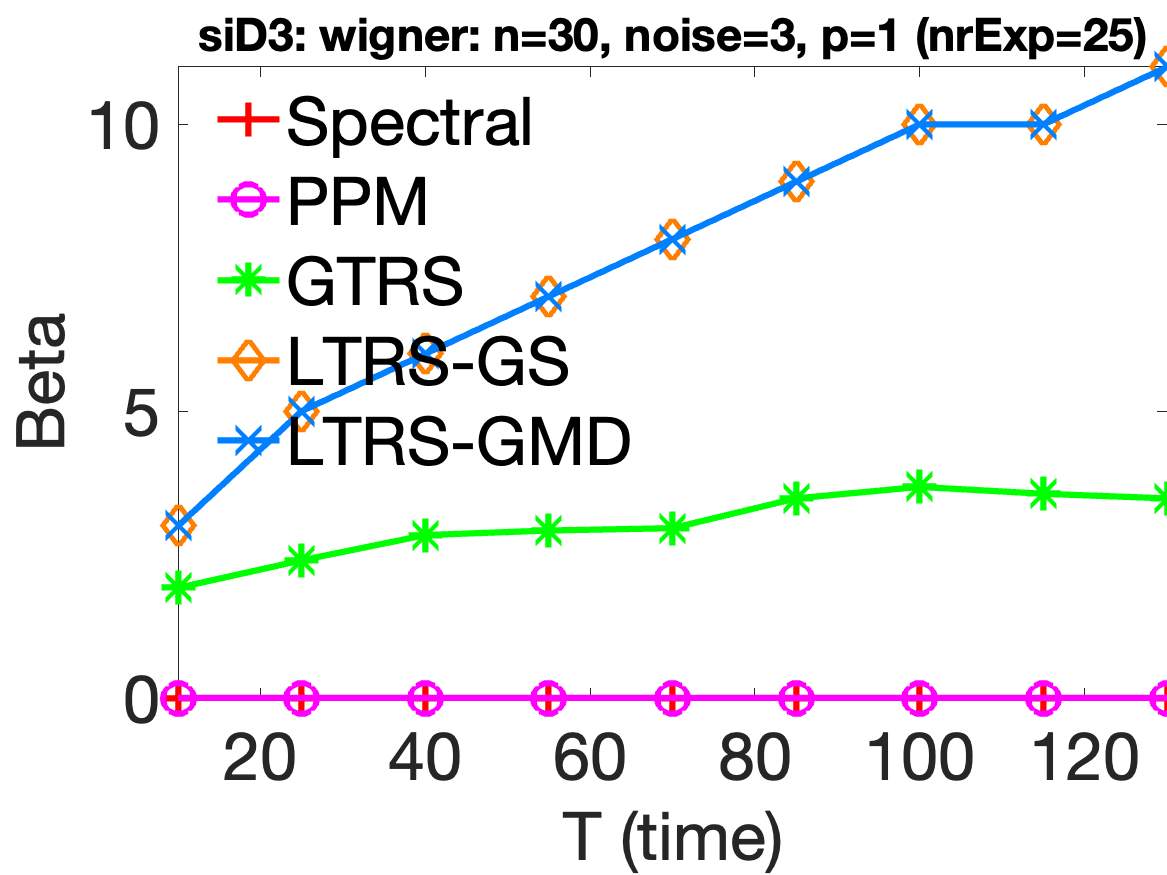 siD3: wigner: n=30, noise=3, p=1 (nrExp=25)
Spectral
PPM
GTRS
LTRS-GS
LTRS-GMD
Beta
10
5
0
20 40 60 80 100 120
T (time)